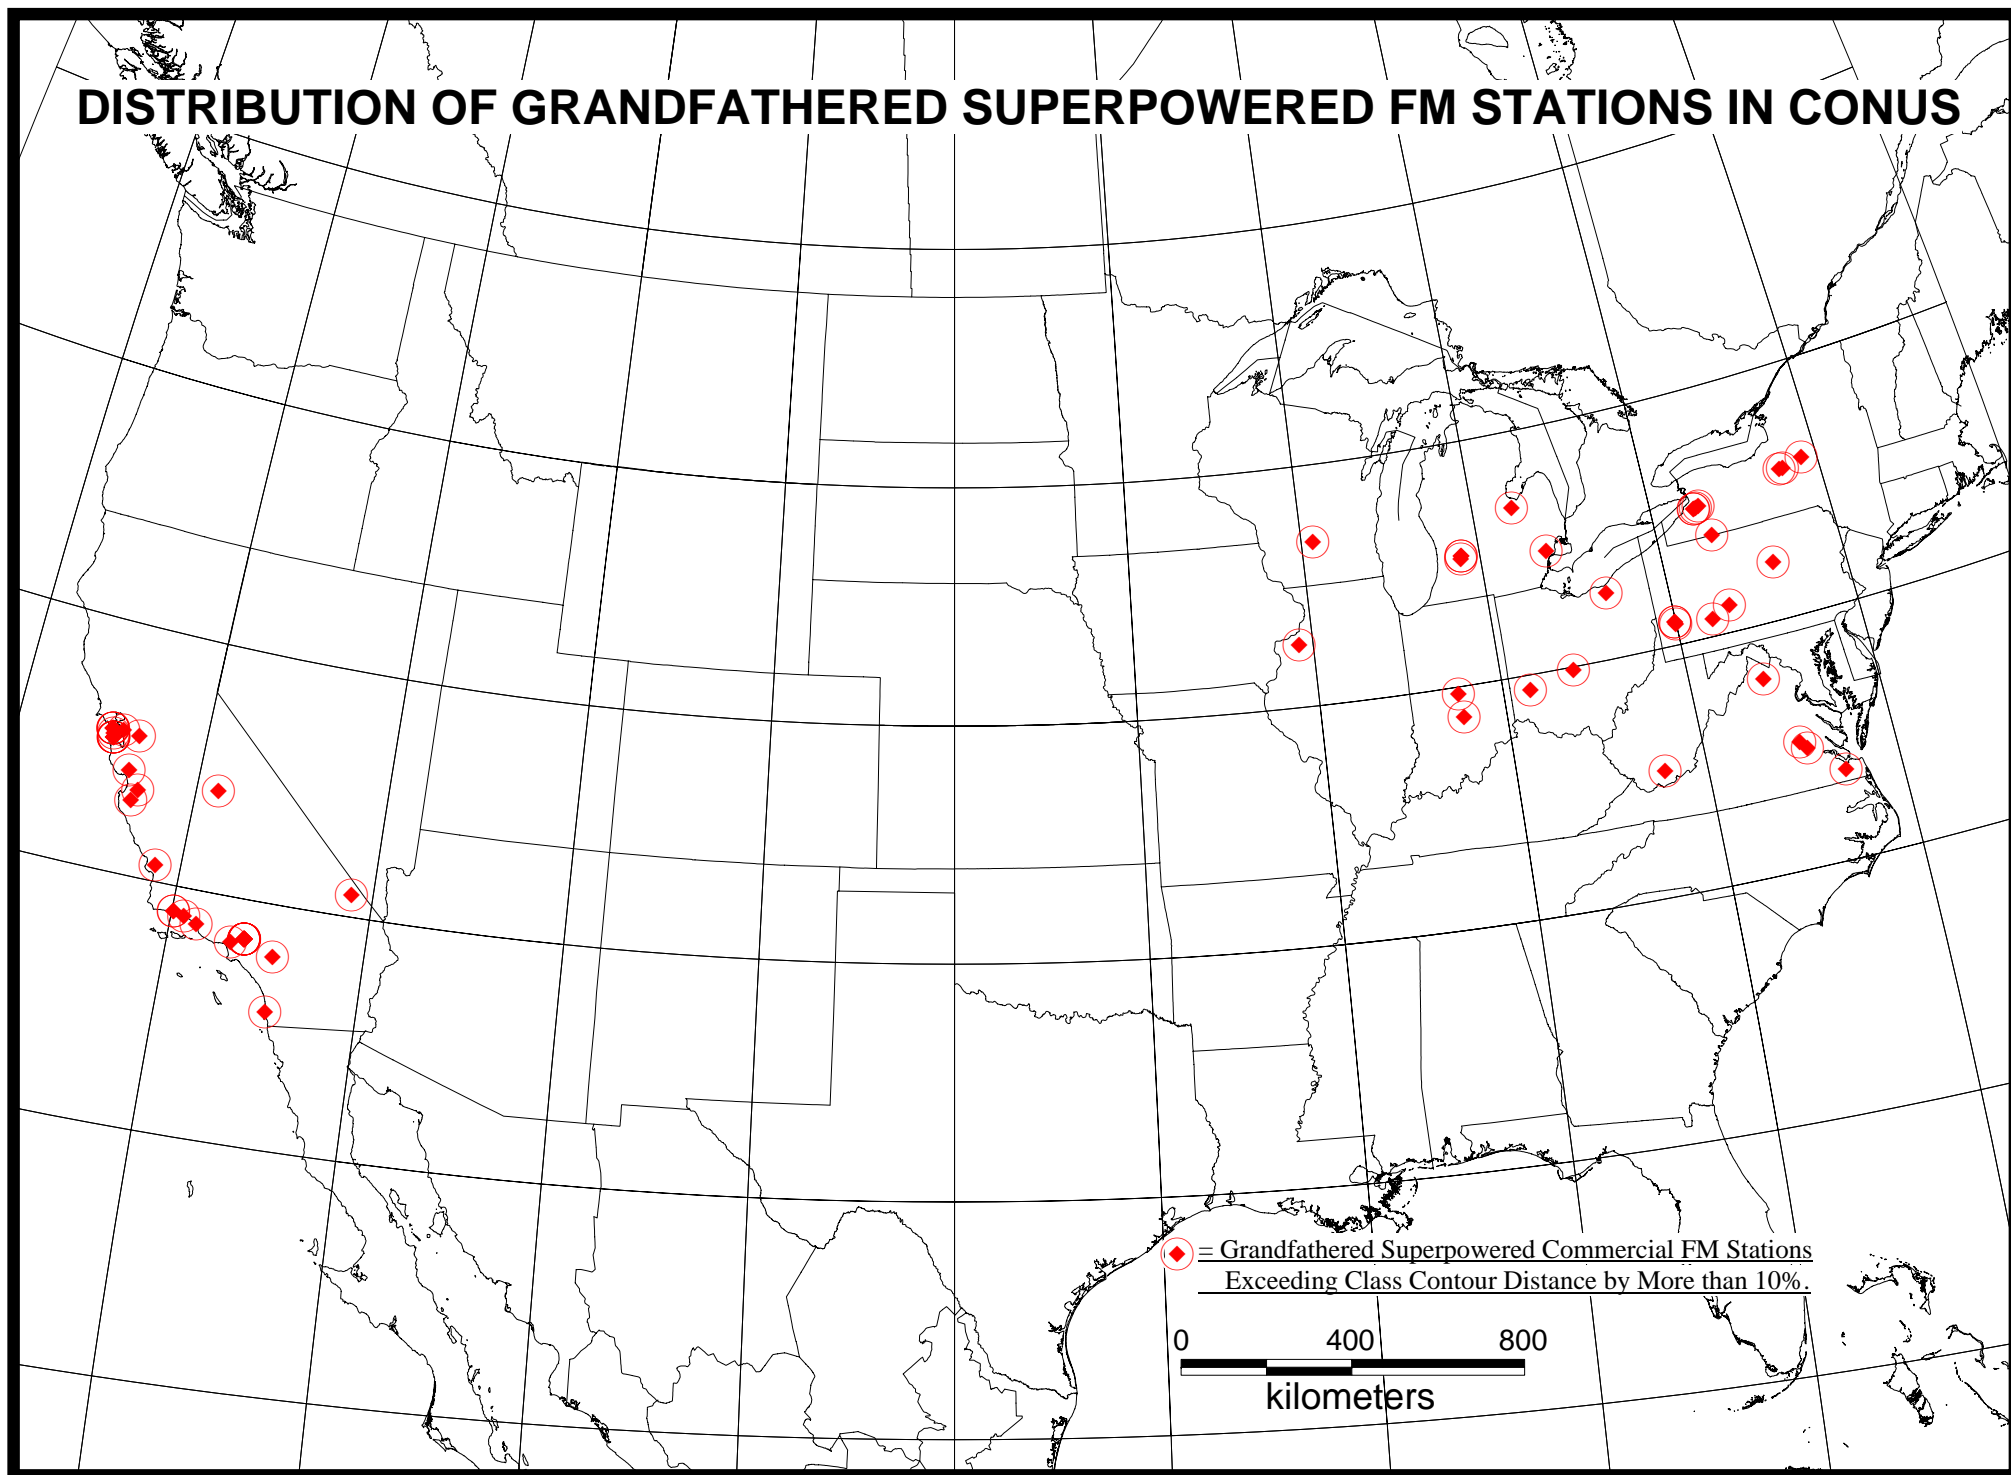 DISTRIBUTION OF GRANDFATHERED SUPERPOWERED FM STATIONS IN CONUS
= Grandfathered Superpowered Commercial FM Stations
Exceeding Class Contour Distance by More than 10%.
0 400 800
kilometers